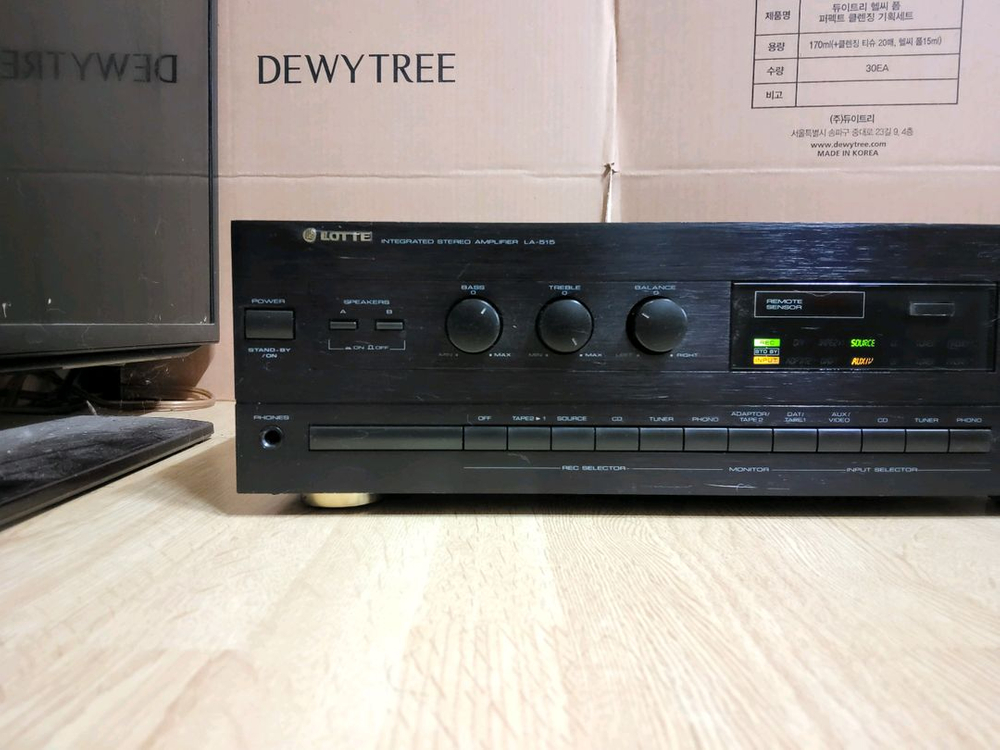 DEWYTREE
DEWYTREE
제품명
듀이트리 헬씨 폼
퍼펙트 클렌징 기획세트
용량
170ml(+클렌징 티슈 20매, 헬씨 폼15ml)
수량
30EA
비고
(주)듀이트리
서울특별시 송파구 중대로 23길 9, 4층
www.dewytree.com
MADE IN KOREA
LOTTE INTEGRATED STEREO AMPLIFIER LA-515
POWER
STAND-BY
/ON
SPEAKERS
A B
ON OFF
BASS
0
MIN MAX
TREBLE
0
MIN MAX
BALANCE
0
LEFT RIGHT
REMOTE
SENSOR
REC SOURCE
STD BY
INPUT AUX/V
PHONES
OFF TAPE2▶1 SOURCE CD TUNER PHONO ADAPTOR/TAPE 2 DAT/TAPE1 AUX/VIDEO CD TUNER PHONO
REC SELECTOR MONITOR INPUT SELECTOR